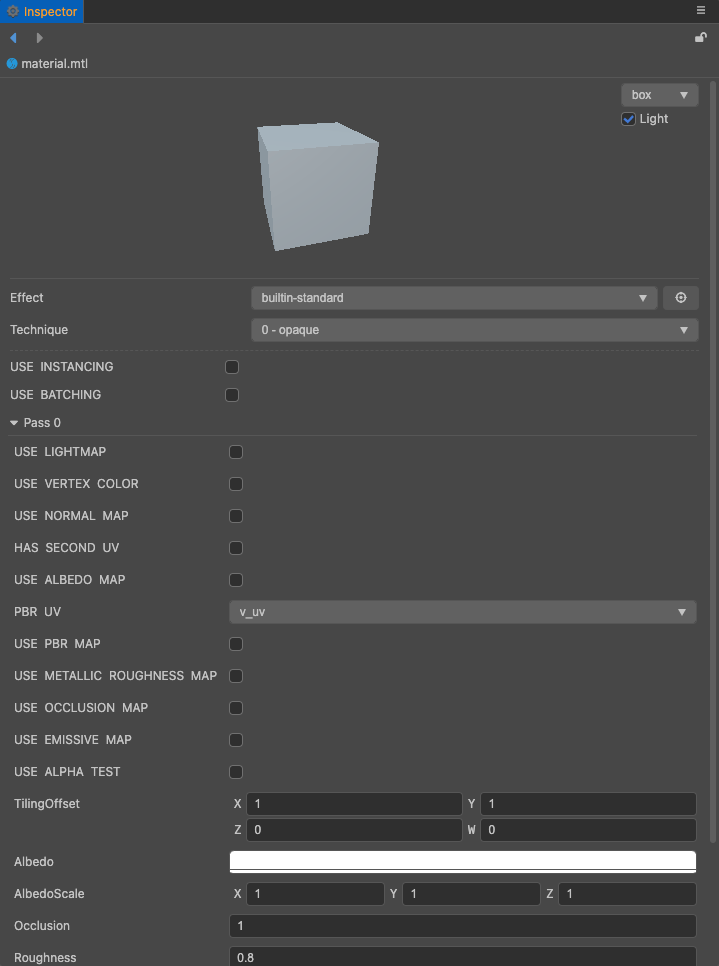 Inspector
material.mtl
box
Light
Effect builtin-standard
Technique 0 - opaque
USE INSTANCING
USE BATCHING
Pass 0
USE LIGHTMAP
USE VERTEX COLOR
USE NORMAL MAP
HAS SECOND UV
USE ALBEDO MAP
PBR UV v_uv
USE PBR MAP
USE METALLIC ROUGHNESS MAP
USE OCCLUSION MAP
USE EMISSIVE MAP
USE ALPHA TEST
TilingOffset X 1 Y 1
Z 0 W 0
Albedo
AlbedoScale X 1 Y 1 Z 1
Occlusion 1
Roughness 0.8